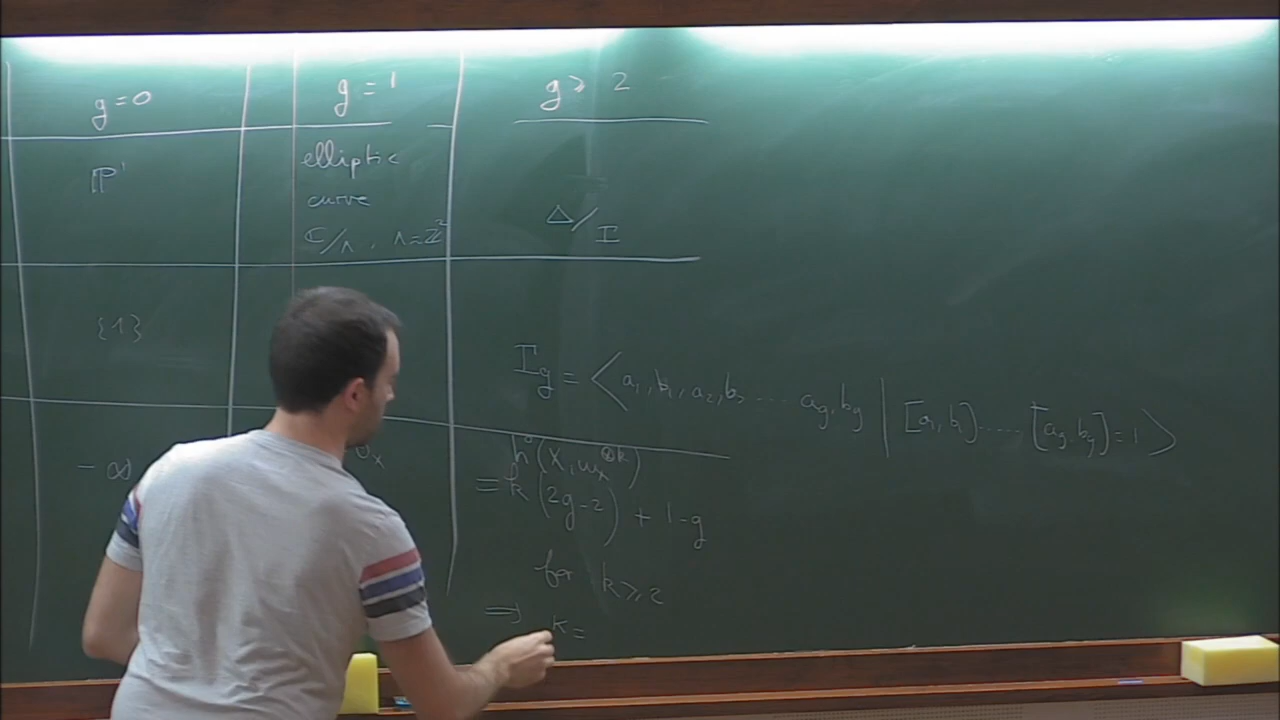 g=0
g=1
g⩾2
ℙ¹
elliptic
curve
ℂ/Λ, Λ≃ℤ²
Δ/Γ
{1}
Γg = < a₁, b₁, a₂, b₂ .... ag, bg | [a₁, b₁] ..... [ag, bg] = 1 >
-∞
h⁰(X, ωx⊗k)
= k(2g-2) + 1-g
for k⩾2
⇒ κ=